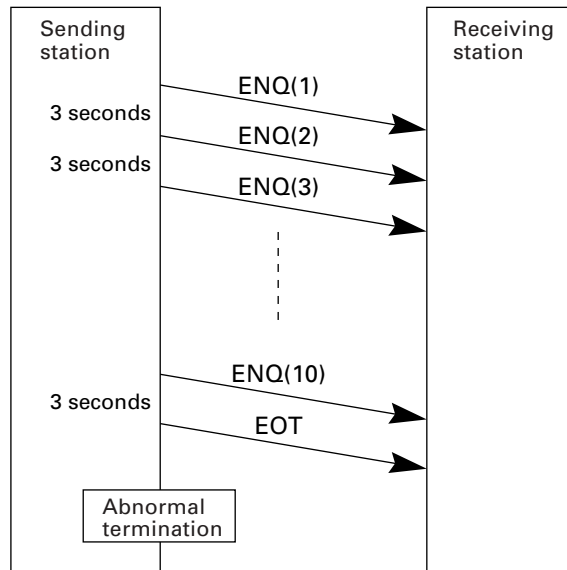 Sending
station
Receiving
station
ENQ(1)
3 seconds
ENQ(2)
3 seconds
ENQ(3)
ENQ(10)
3 seconds
EOT
Abnormal
termination